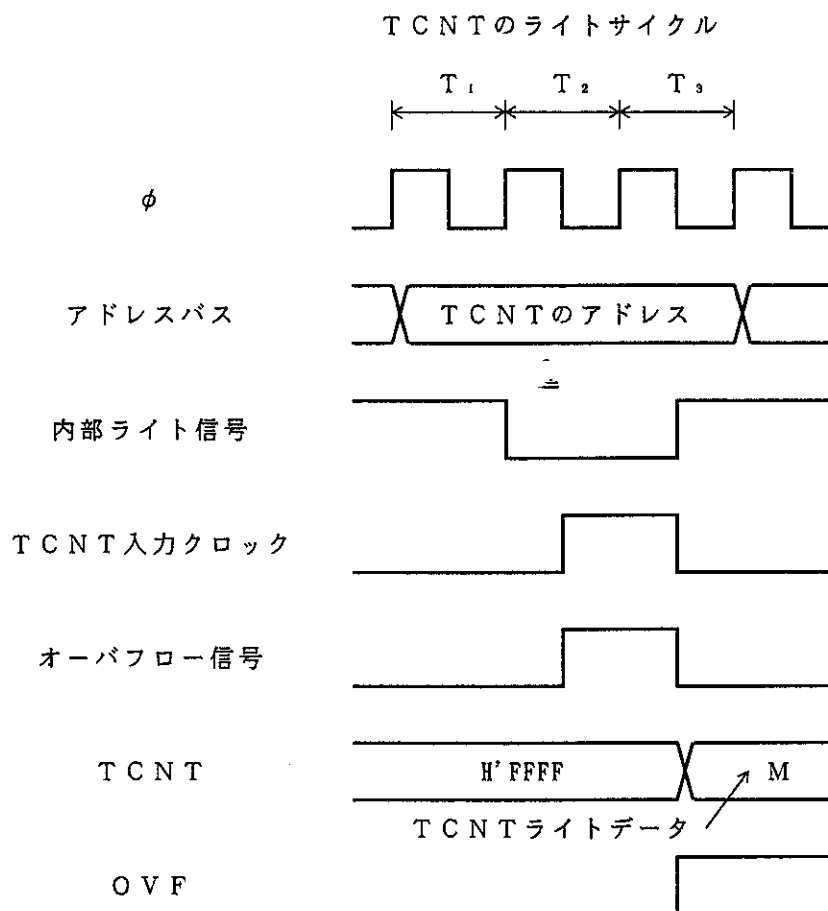 TCNTのライトサイクル
T₁ T₂ T₃
φ
アドレスバス TCNTのアドレス
内部ライト信号
TCNT入力クロック
オーバフロー信号
TCNT H'FFFF M
TCNTライトデータ
OVF